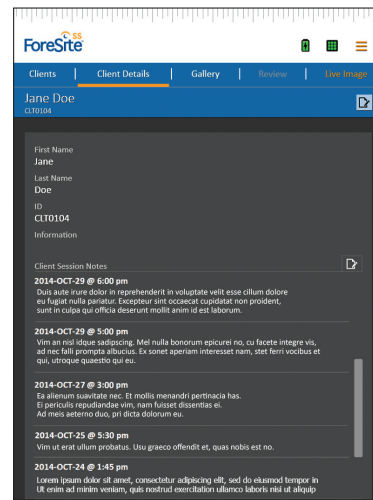 ForeSite SS
Clients | Client Details | Gallery | Review | Live Image
Jane Doe
CLT0104
First Name
Jane
Last Name
Doe
ID
CLT0104
Information
Client Session Notes
2014-OCT-29 @ 6:00 pm
Duis aute irure dolor in reprehenderit in voluptate velit esse cillum dolore
eu fugiat nulla pariatur. Excepteur sint occaecat cupidatat non proident,
sunt in culpa qui officia deserunt mollit anim id est laborum.
2014-OCT-29 @ 5:00 pm
Vim an nisl idque sadipscing. Mel nulla bonorum epicurei no, cu facete integre vis,
ad nec falli prompta albucius. Ex sonet aperiam interesset nam, stet ferri vocibus et
qui, utroque quaestio qui eu.
2014-OCT-27 @ 3:00 pm
Ea alienum suavitate nec. Et mollis menandri pertinacia has.
Ei periculis repudiandae vim, nam fuisset dissentias ei.
Ad meis aeterno duo, pri dicta dolorum eu.
2014-OCT-25 @ 5:30 pm
Vim ut erat ullum probatus. Usu graeco offendit et, quas nobis est no.
2014-OCT-24 @ 1:45 pm
Lorem ipsum dolor sit amet, consectetur adipiscing elit, sed do eiusmod tempor in
Ut enim ad minim veniam, quis nostrud exercitation ullamco laboris nisi ut aliquip